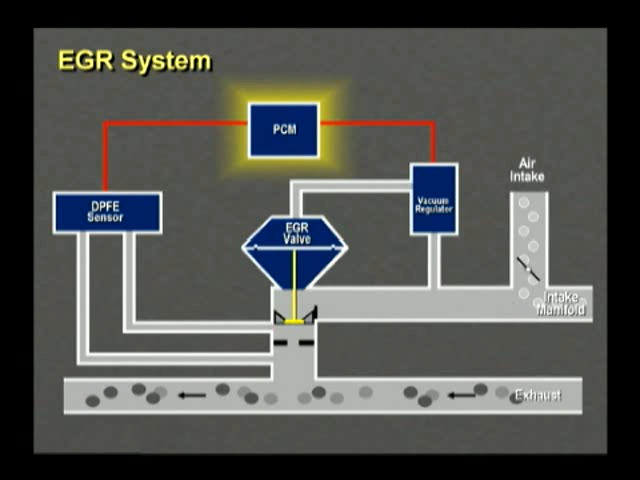 EGR System
PCM
Air
Intake
DPFE
Sensor
Vacuum
Regulator
EGR
Valve
Intake
Manifold
Exhaust